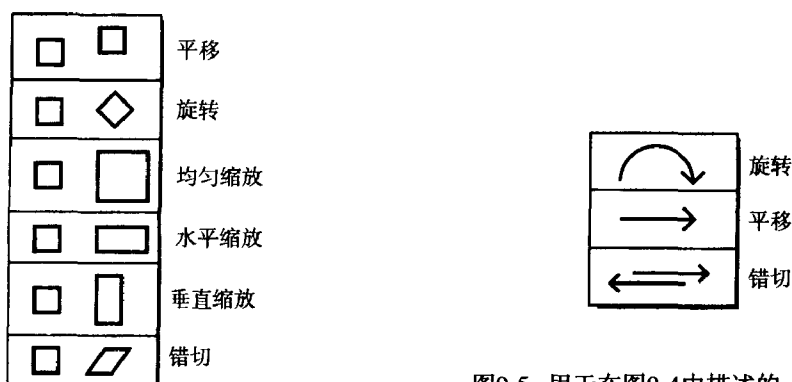 平移
旋转
均匀缩放
水平缩放
垂直缩放
错切
旋转
平移
错切
图9-5 用于在图9-4中描述的